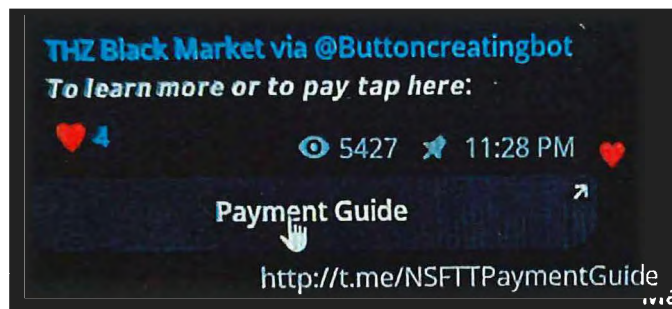 THZ Black Market via @Buttoncreatingbot
To learn more or to pay tap here:
4 5427 11:28 PM
Payment Guide
http://t.me/NSFTTPaymentGuide